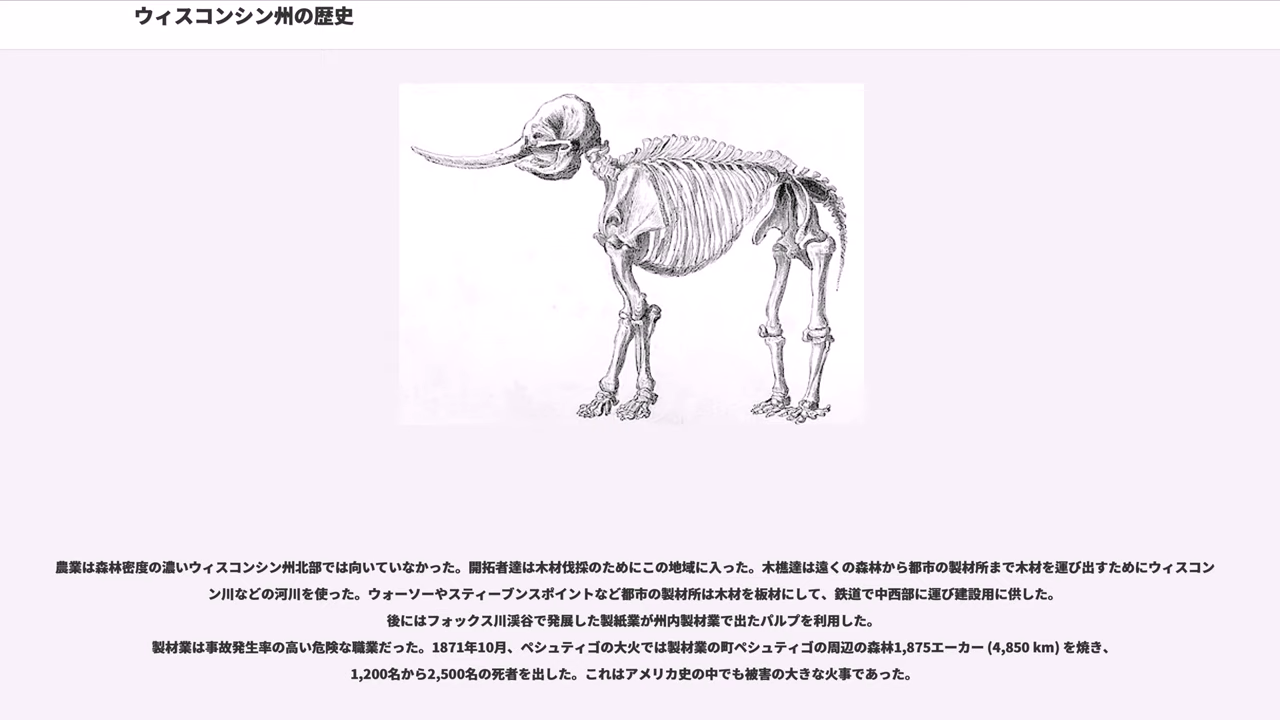 ウィスコンシン州の歴史
農業は森林密度の濃いウィスコンシン州北部では向いていなかった。開拓者達は木材伐採のためにこの地域に入った。木樵達は遠くの森林から都市の製材所まで木材を運び出すためにウィスコン
ン川などの河川を使った。ウォーソーやスティーブンスポイントなど都市の製材所は木材を板材にして、鉄道で中西部に運び建設用に供した。
後にはフォックス川渓谷で発展した製紙業が州内製材業で出たパルプを利用した。
製材業は事故発生率の高い危険な職業だった。1871年10月、ペシュティゴの大火では製材業の町ペシュティゴの周辺の森林1,875エーカー (4,850 km) を焼き、
1,200名から2,500名の死者を出した。これはアメリカ史の中でも被害の大きな火事であった。